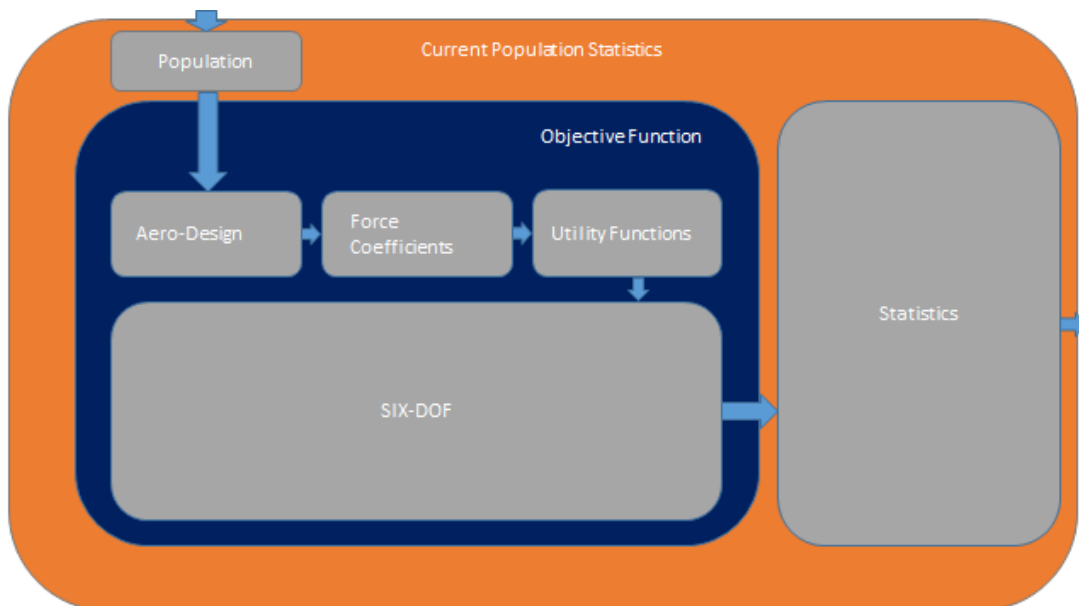 Current Population Statistics
Population
Objective Function
Aero-Design
Force
Coefficients
Utility Functions
Statistics
SIX-DOF